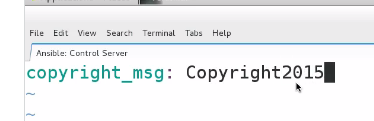 File Edit View Search Terminal Tabs Help
Ansible: Control Server
copyright_msg: Copyright2015
~
~